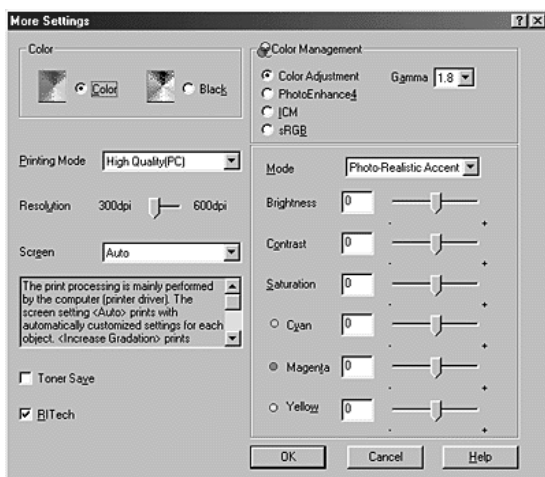 More Settings
Color
Color
Black
Printing Mode High Quality(PC)
Resolution 300dpi 600dpi
Screen Auto
The print processing is mainly performed
by the computer (printer driver). The
screen setting <Auto> prints with
automatically customized settings for each
object. <Increase Gradation> prints
Toner Save
RITech
Color Management
Color Adjustment
PhotoEnhance4
ICM
sRGB
Gamma 1.8
Mode Photo-Realistic Accent
Brightness 0
- +
Contrast 0
- +
Saturation 0
- +
Cyan 0
- +
Magenta 0
- +
Yellow 0
- +
OK Cancel Help